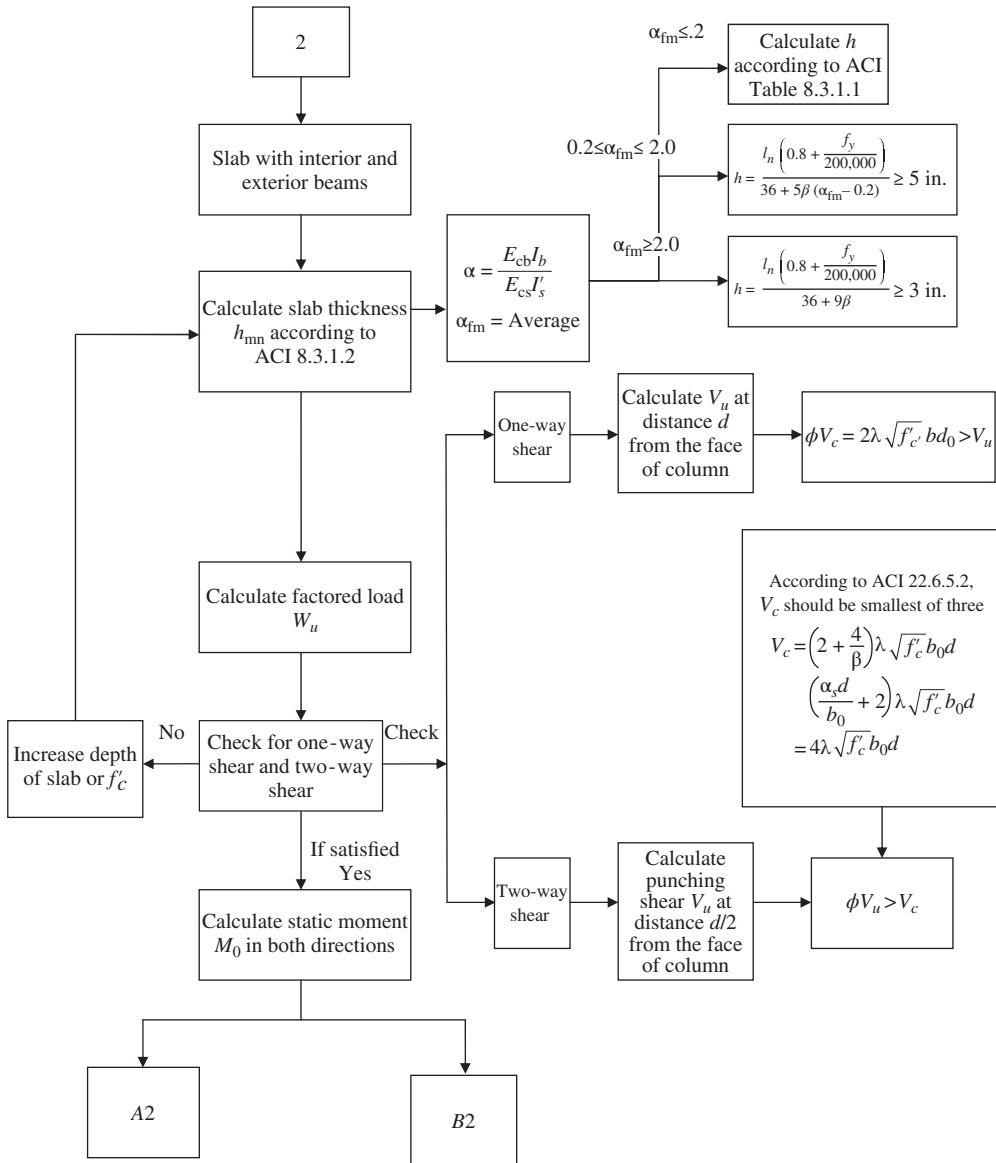 2
Slab with interior and
exterior beams
Calculate slab thickness
h_mn according to
ACI 8.3.1.2
α = E_cb I_b / E_cs I′_s
α_fm = Average
α_fm ≤.2
Calculate h
according to ACI
Table 8.3.1.1
0.2≤α_fm≤ 2.0
h = l_n (0.8 + f_y / 200,000) / 36 + 5β (α_fm – 0.2) ≥ 5 in.
α_fm≥2.0
h = l_n (0.8 + f_y / 200,000) / 36 + 9β ≥ 3 in.
Calculate factored load
W_u
Check for one-way
shear and two-way
shear
No
Increase depth
of slab or f′_c
Check
One-way
shear
Calculate V_u at
distance d
from the face
of column
ϕV_c = 2λ √f′_c′ bd_0 >V_u
Two-way
shear
Calculate
punching
shear V_u at
distance d/2
from the face
of column
ϕV_u > V_c
According to ACI 22.6.5.2,
V_c should be smallest of three
V_c = (2 + 4/β) λ √f′_c b_0 d
(α_s d / b_0 + 2) λ √f′_c b_0 d
= 4λ √f′_c b_0 d
If satisfied
Yes
Calculate static moment
M_0 in both directions
A2
B2